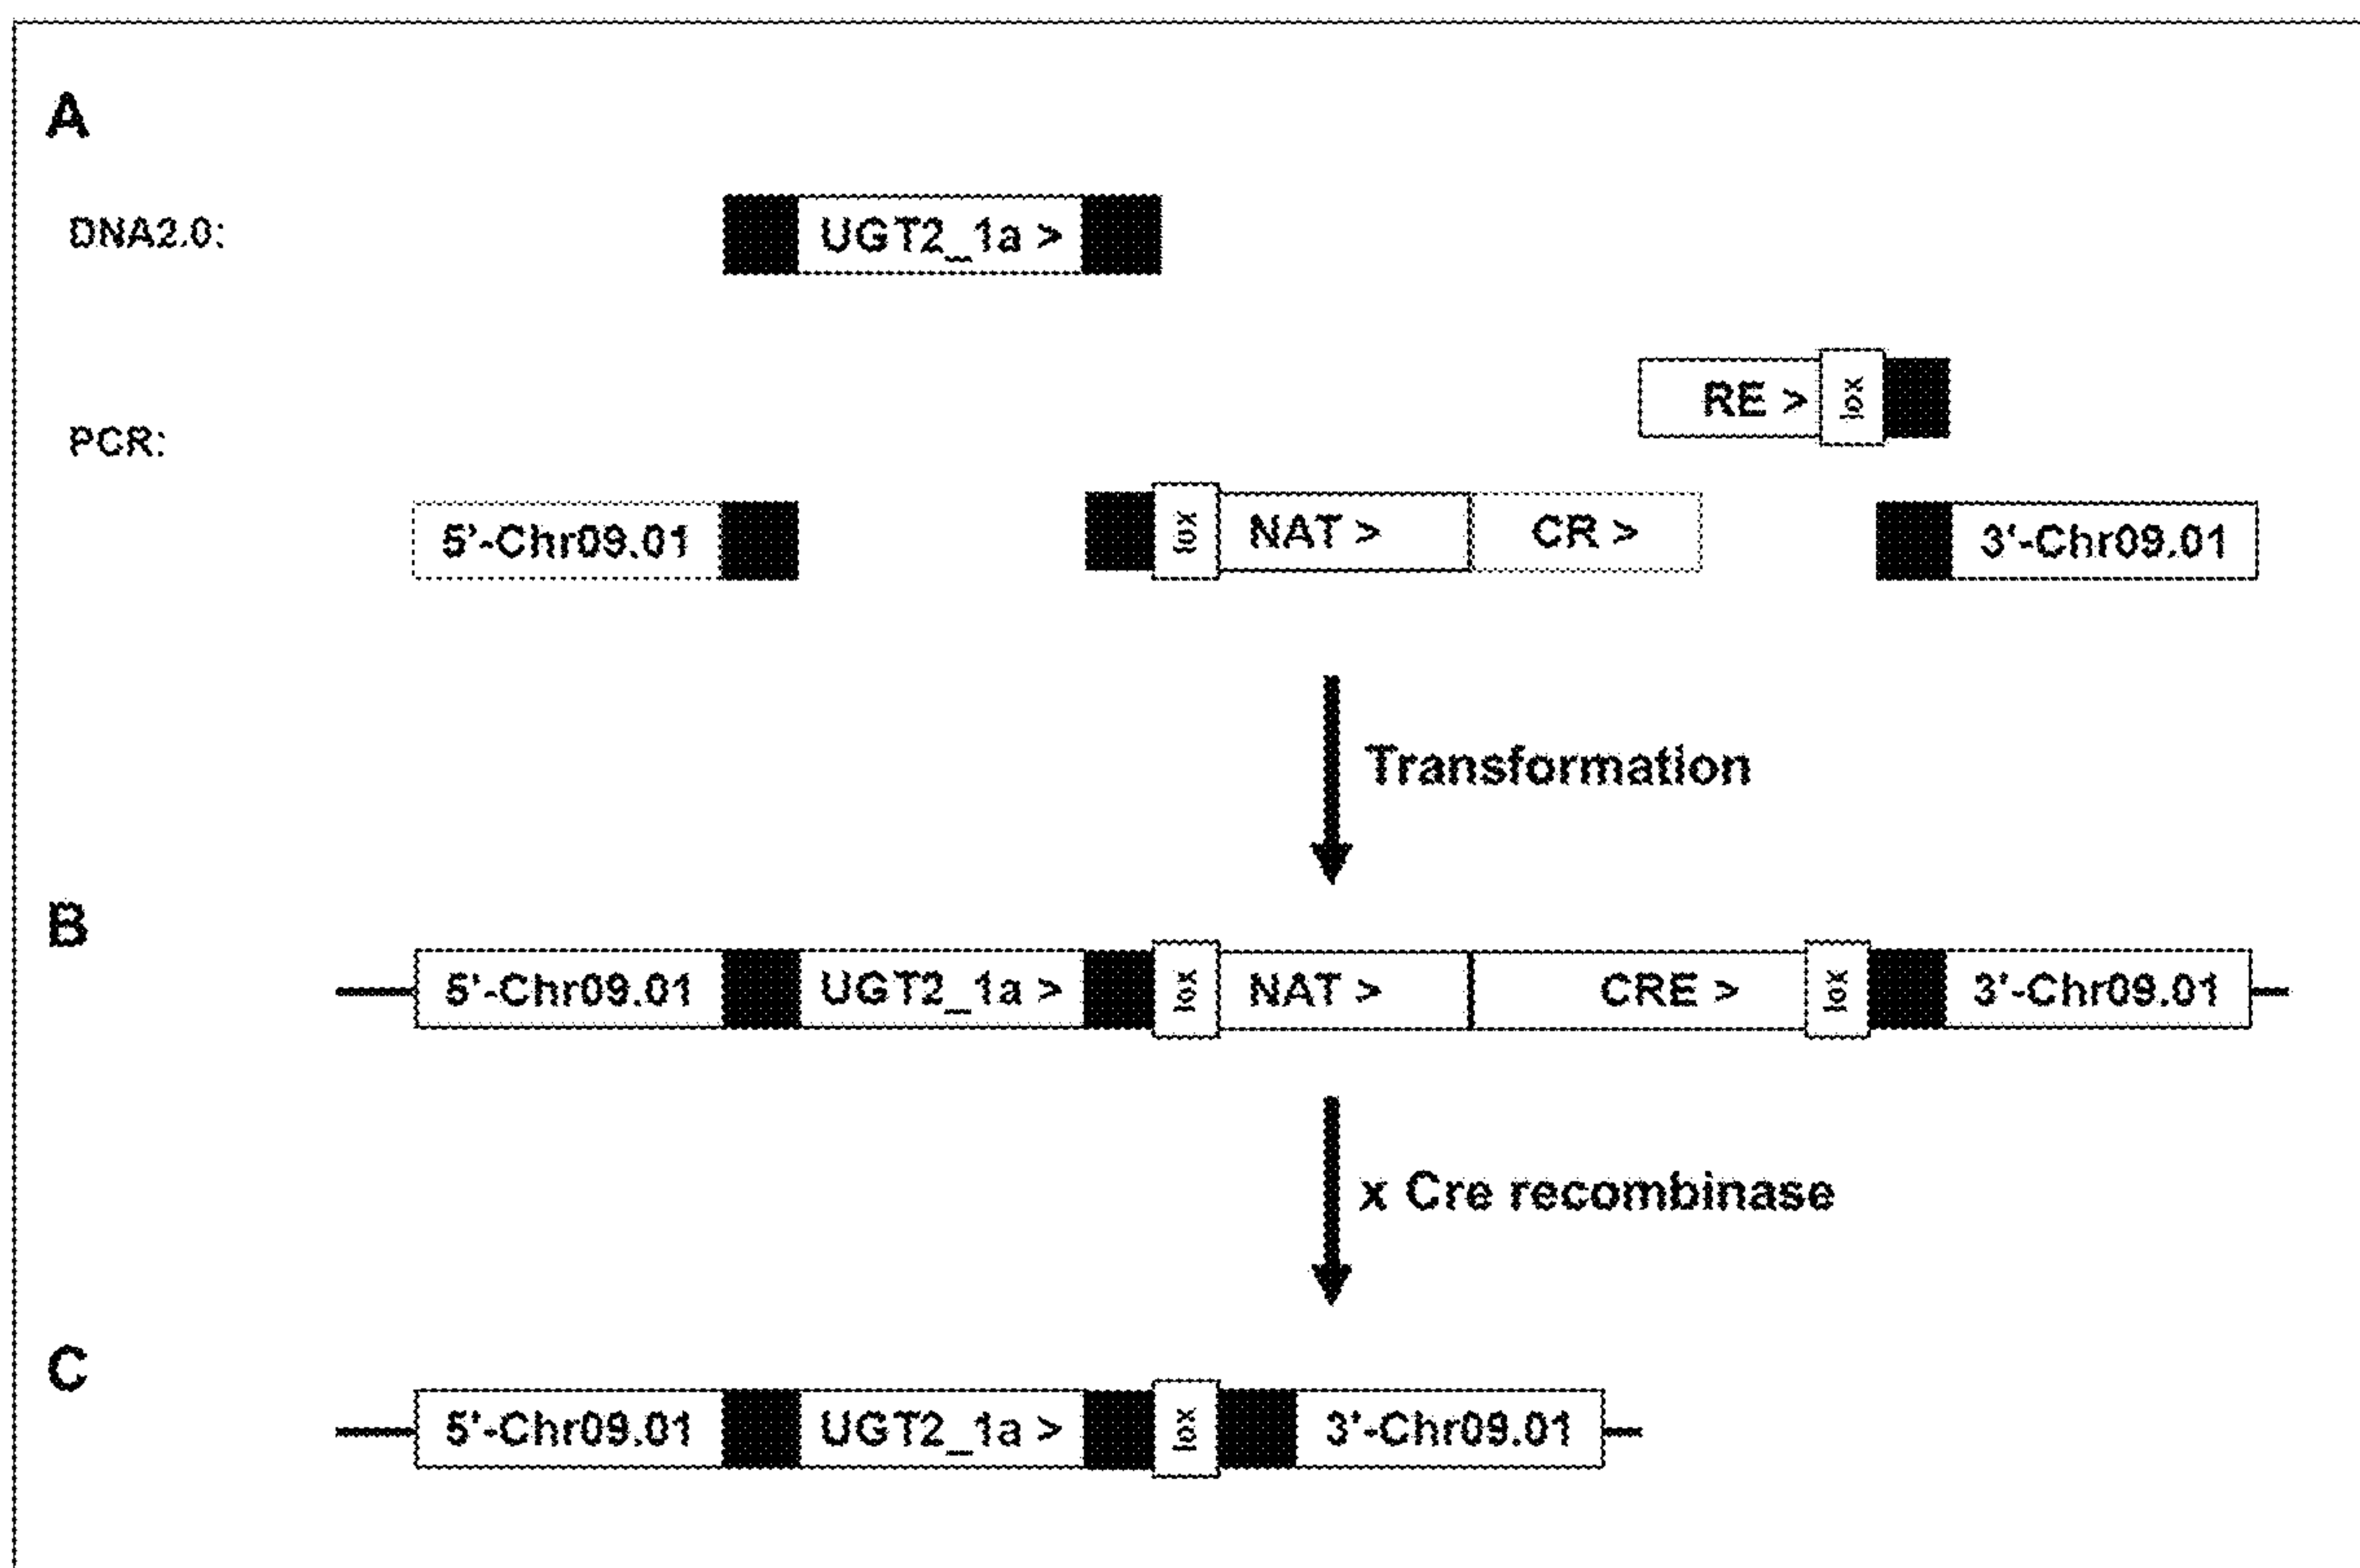 A
DNA2.0:
UGT2_1a >
RE > lox
PCR:
5'-Chr09.01
lox NAT > CR >
3'-Chr09.01
Transformation
B
5'-Chr09.01 UGT2_1a > lox NAT > CRE > lox 3'-Chr09.01
x Cre recombinase
C
5'-Chr09.01 UGT2_1a > lox 3'-Chr09.01